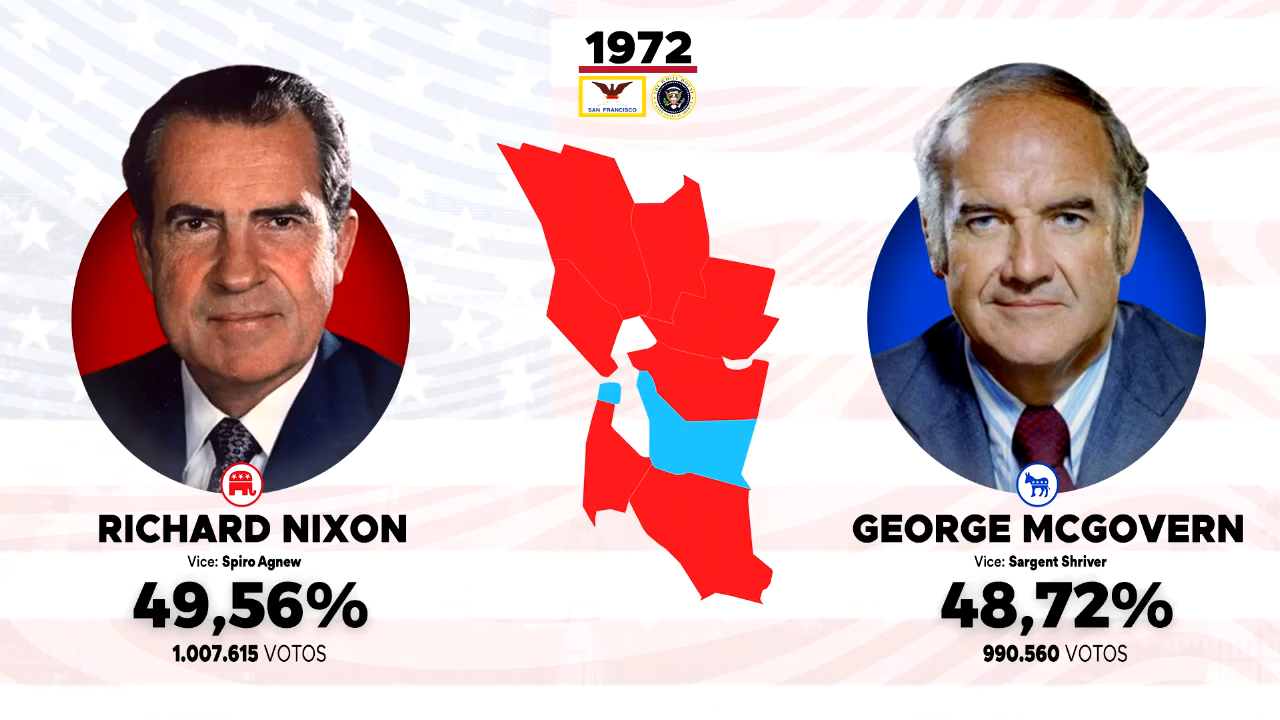 1972
SAN FRANCISCO
RICHARD NIXON
Vice: Spiro Agnew
49,56%
1.007.615 VOTOS
GEORGE MCGOVERN
Vice: Sargent Shriver
48,72%
990.560 VOTOS